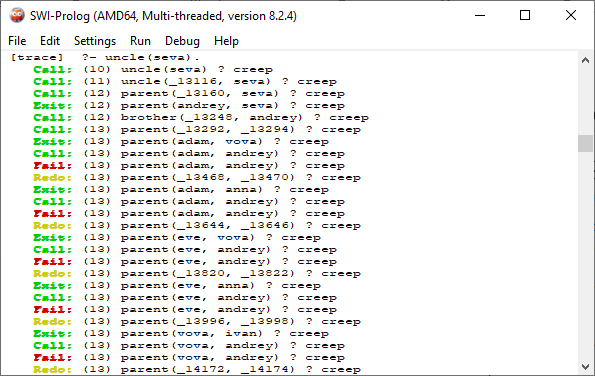 SWI-Prolog (AMD64, Multi-threaded, version 8.2.4)
File Edit Settings Run Debug Help
[trace] ?- uncle(seva).
Call: (10) uncle(seva) ? creep
Call: (11) uncle(_13116, seva) ? creep
Call: (12) parent(_13160, seva) ? creep
Exit: (12) parent(andrey, seva) ? creep
Call: (12) brother(_13248, andrey) ? creep
Call: (13) parent(_13292, _13294) ? creep
Exit: (13) parent(adam, vova) ? creep
Call: (13) parent(adam, andrey) ? creep
Fail: (13) parent(adam, andrey) ? creep
Redo: (13) parent(_13468, _13470) ? creep
Exit: (13) parent(adam, anna) ? creep
Call: (13) parent(adam, andrey) ? creep
Fail: (13) parent(adam, andrey) ? creep
Redo: (13) parent(_13644, _13646) ? creep
Exit: (13) parent(eve, vova) ? creep
Call: (13) parent(eve, andrey) ? creep
Fail: (13) parent(eve, andrey) ? creep
Redo: (13) parent(_13820, _13822) ? creep
Exit: (13) parent(eve, anna) ? creep
Call: (13) parent(eve, andrey) ? creep
Fail: (13) parent(eve, andrey) ? creep
Redo: (13) parent(_13996, _13998) ? creep
Exit: (13) parent(vova, ivan) ? creep
Call: (13) parent(vova, andrey) ? creep
Fail: (13) parent(vova, andrey) ? creep
Redo: (13) parent(_14172, _14174) ? creep